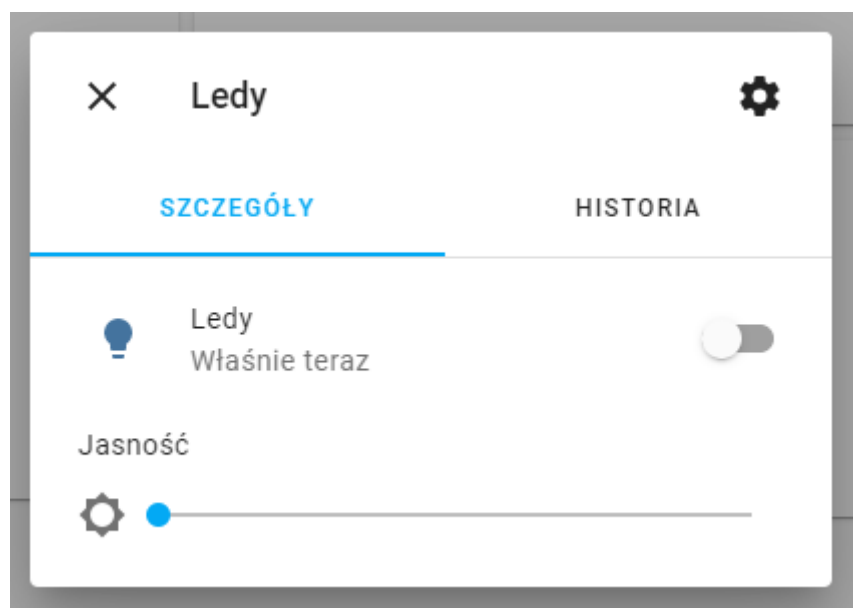 Ledy
SZCZEGÓŁY
HISTORIA
Ledy
Właśnie teraz
Jasność